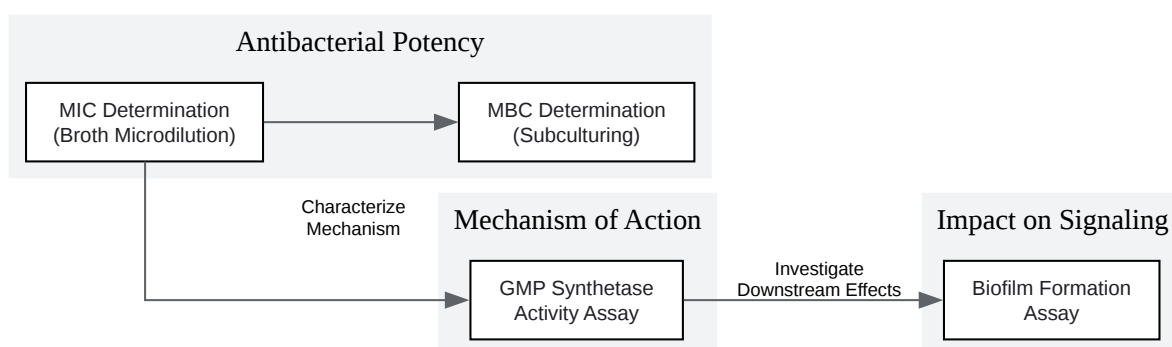 Antibacterial Potency
MIC Determination
(Broth Microdilution)
MBC Determination
(Subculturing)
Characterize
Mechanism
Mechanism of Action
GMP Synthetase
Activity Assay
Investigate
Downstream Effects
Impact on Signaling
Biofilm Formation
Assay